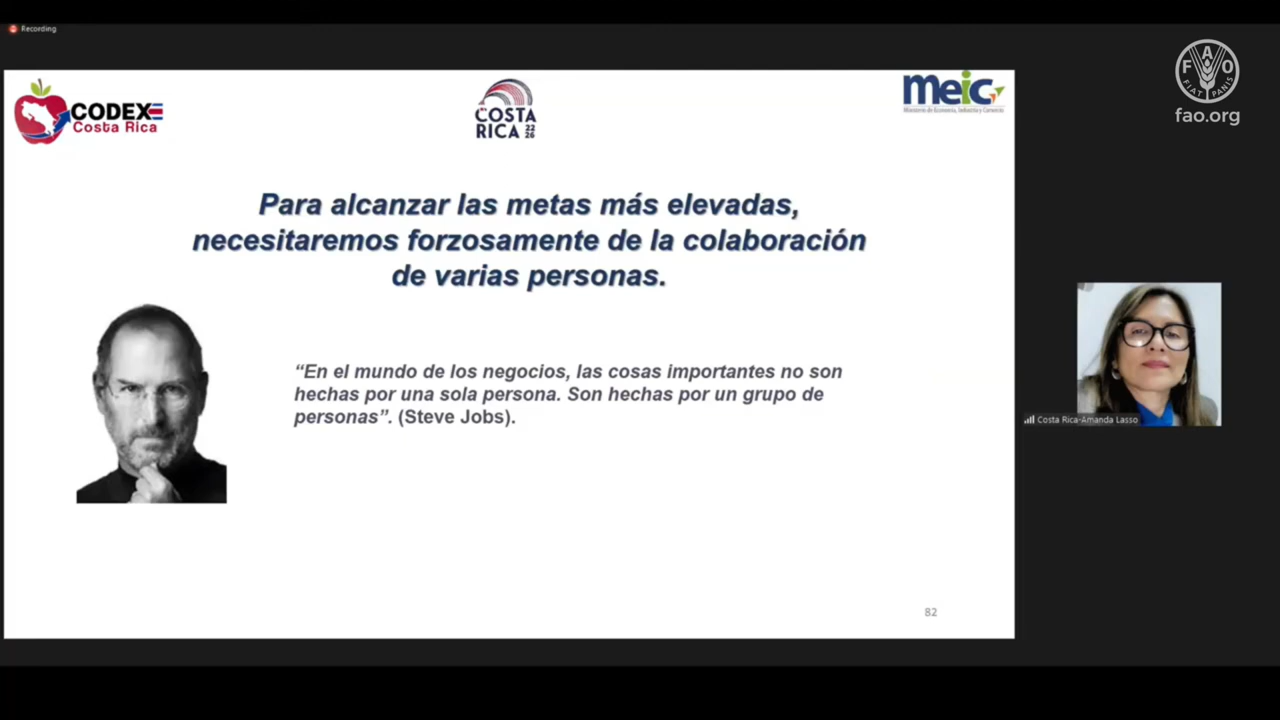 Recording
CODEX
Costa Rica
COSTA
RICA 22
26
meic
Ministerio de Economía, Industria y Comercio
FAO
FIAT PANIS
fao.org
Para alcanzar las metas más elevadas,
necesitaremos forzosamente de la colaboración
de varias personas.
“En el mundo de los negocios, las cosas importantes no son
hechas por una sola persona. Son hechas por un grupo de
personas”. (Steve Jobs).
Costa Rica-Amanda Lasso
82